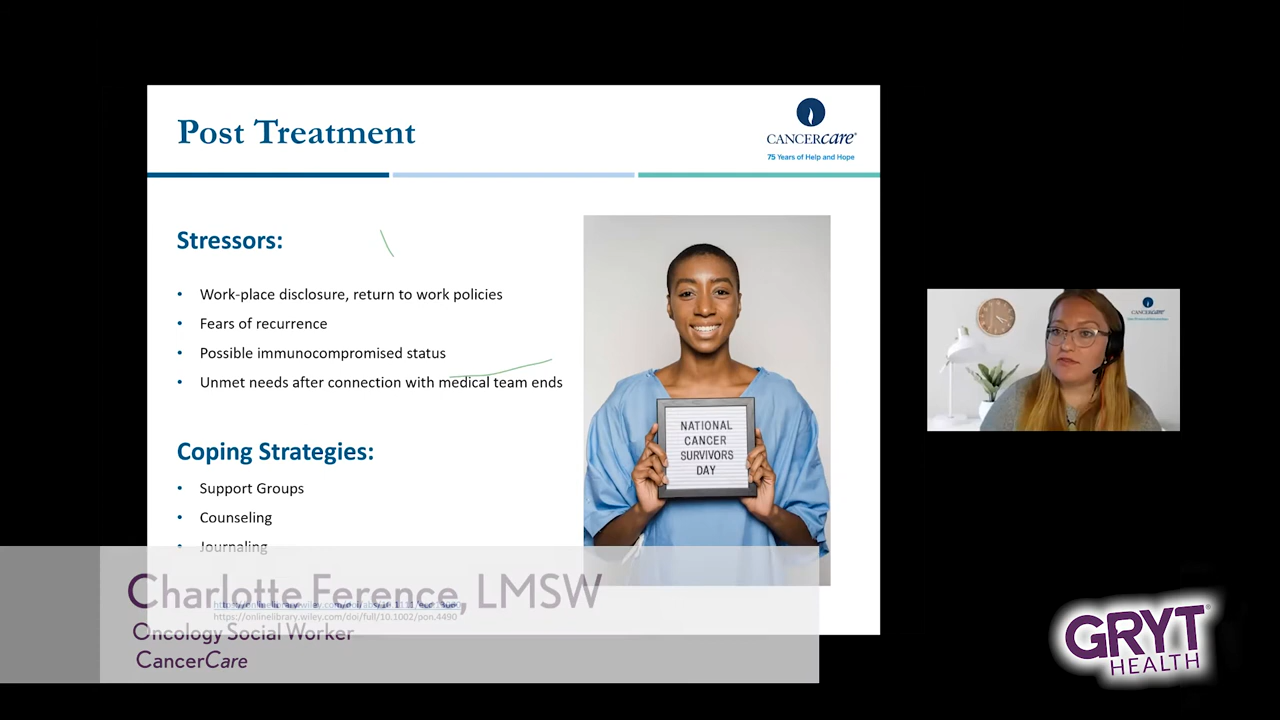 Post Treatment
CANCERcare®
75 Years of Help and Hope
Stressors:
• Work-place disclosure, return to work policies
• Fears of recurrence
• Possible immunocompromised status
• Unmet needs after connection with medical team ends
Coping Strategies:
• Support Groups
• Counseling
• Journaling
NATIONAL
CANCER
SURVIVORS
DAY
CANCERcare
Charlotte Ference, LMSW
https://onlinelibrary.wiley.com/doi/full/10.1002/pon.4490
Oncology Social Worker
CancerCare
GRYT®
HEALTH